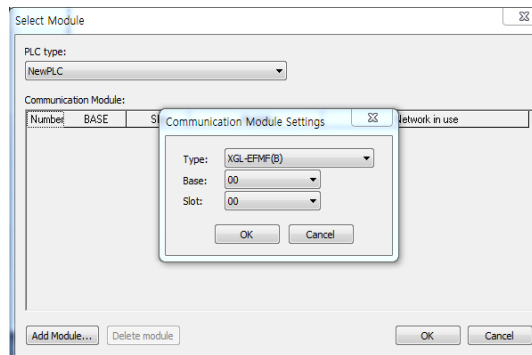 Select Module
PLC type:
NewPLC
Communication Module:
Number BASE
Network in use
Communication Module Settings
Type: XGL-EFMF(B)
Base: 00
Slot: 00
OK Cancel
Add Module... Delete module OK Cancel